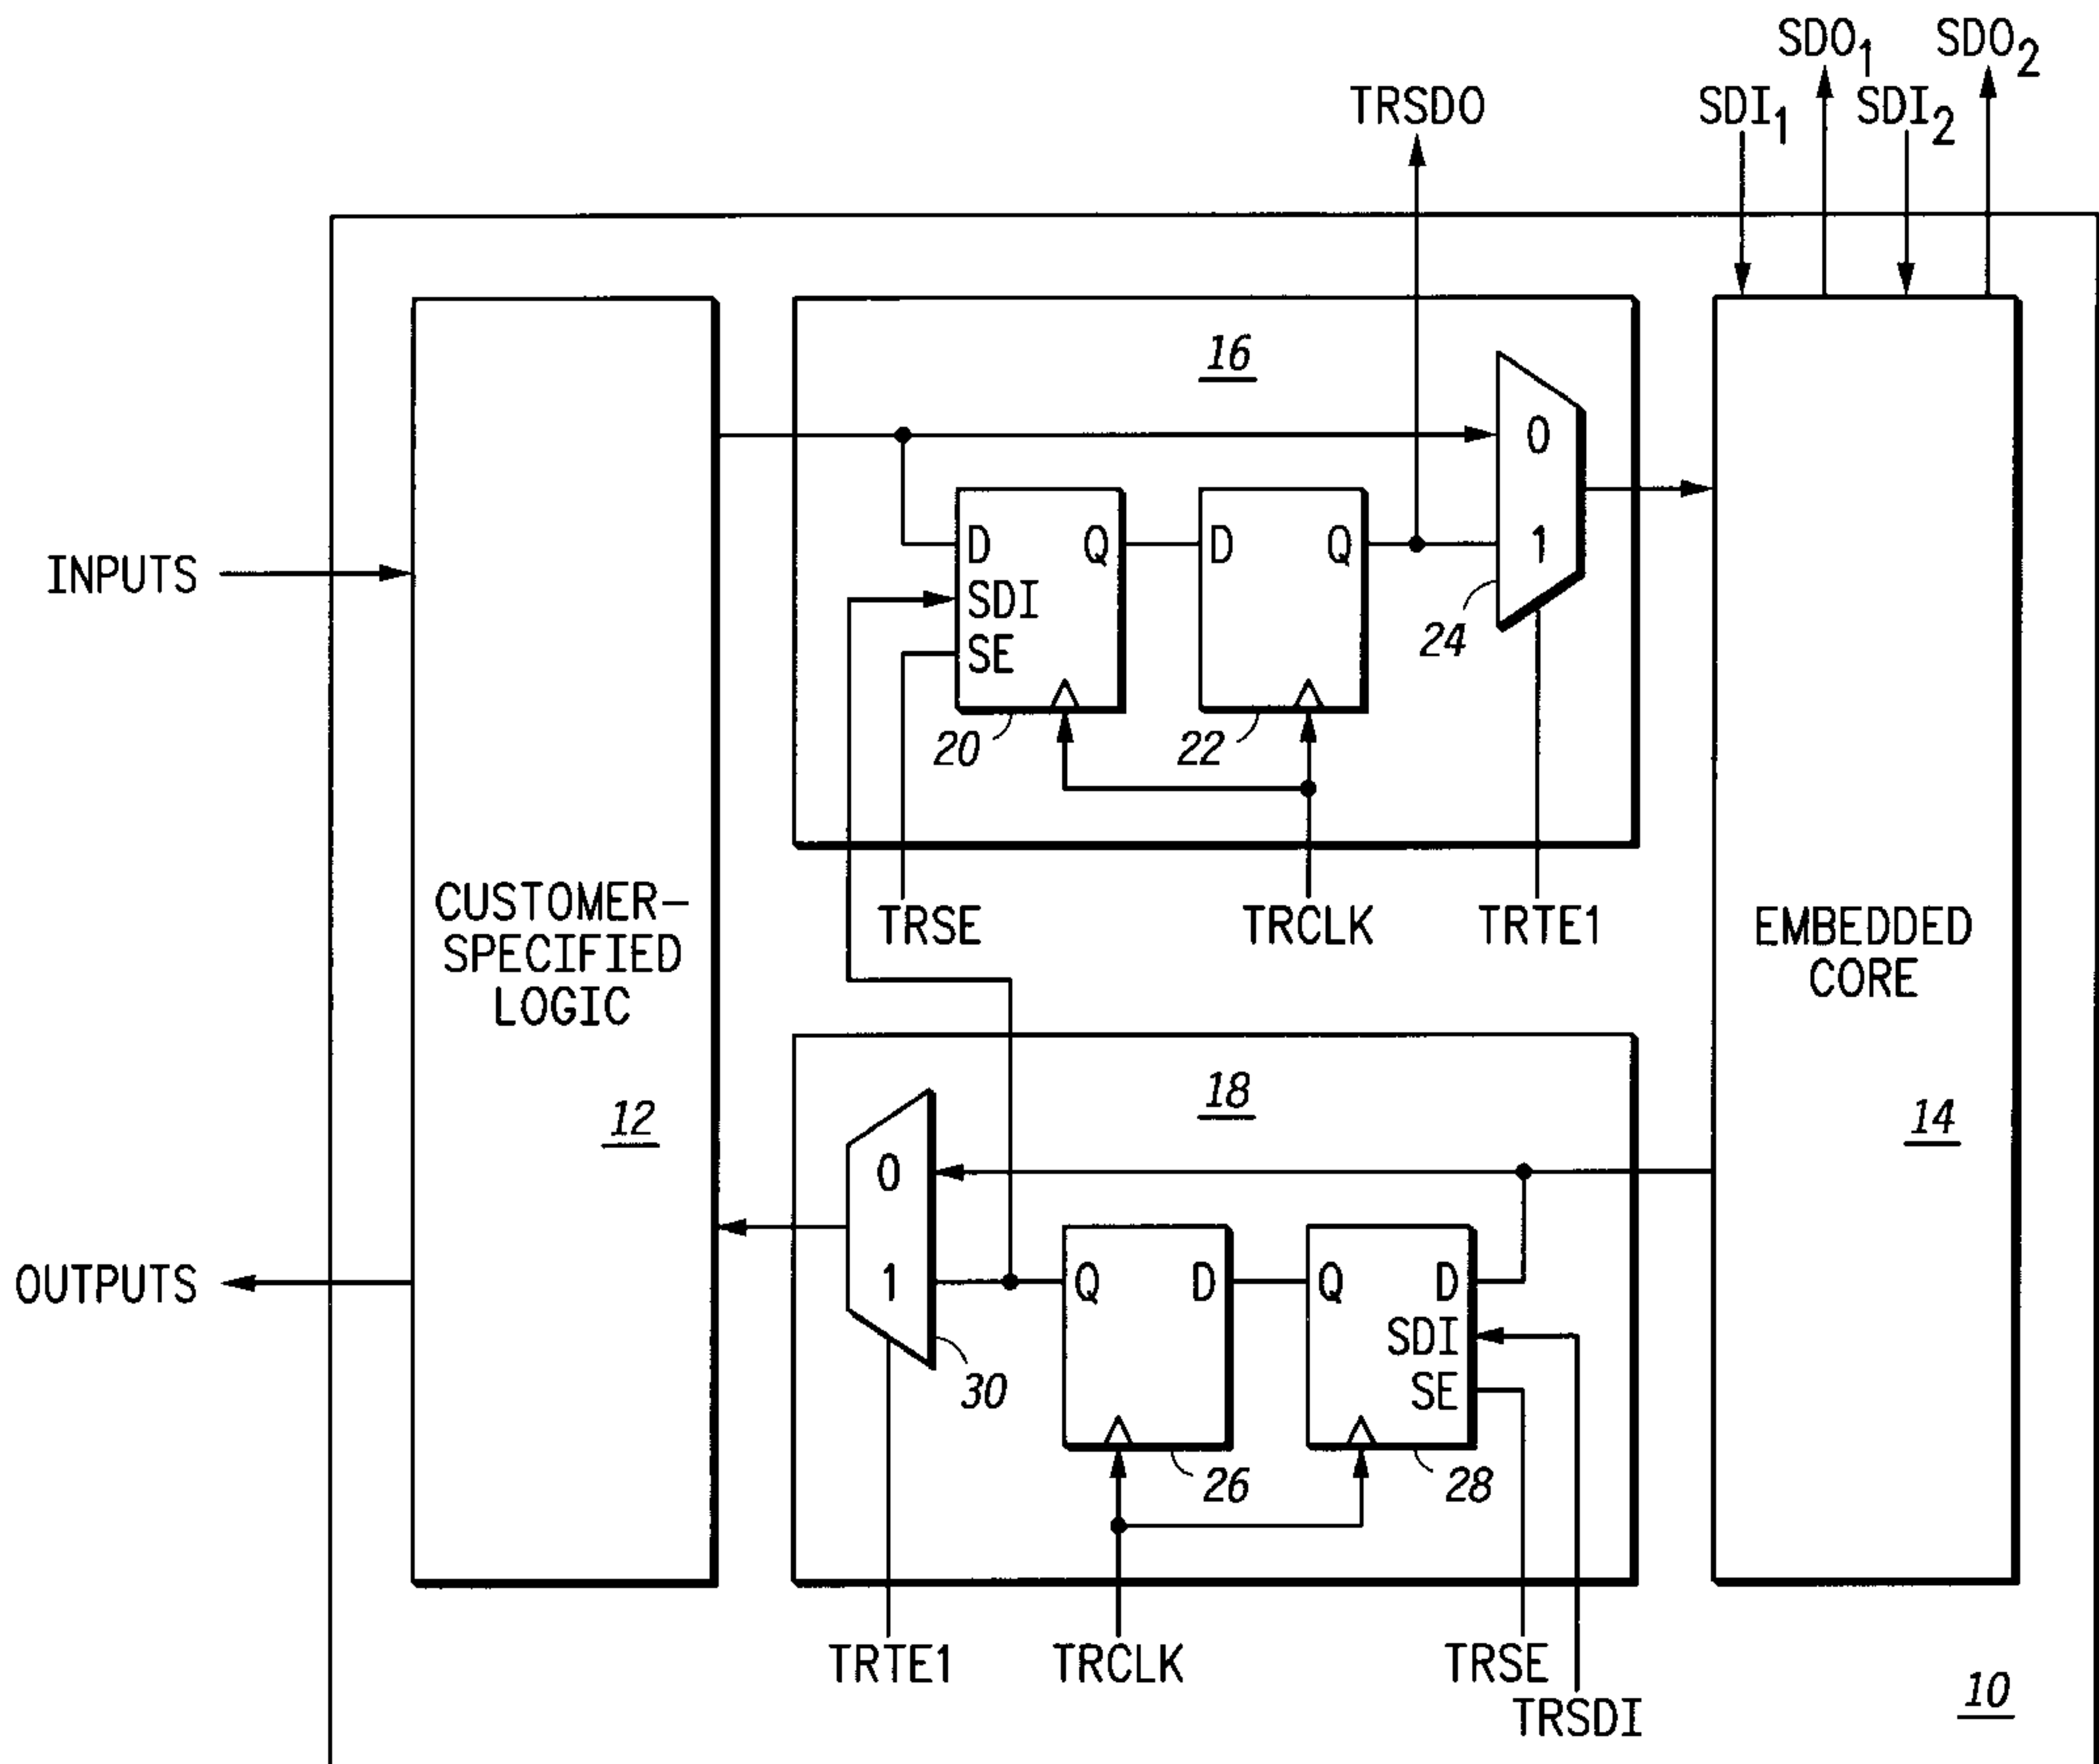 SDO1 SDO2
TRSDO SDI1 SDI2
16
0
INPUTS
D Q D Q 1
SDI
SE
24
20 22
CUSTOMER-
SPECIFIED
LOGIC
12
TRSE TRCLK TRTE1
EMBEDDED
CORE
14
18
0
OUTPUTS
1 Q D Q D
SDI
SE
30
26 28
TRTE1 TRCLK TRSE
TRSDI
10